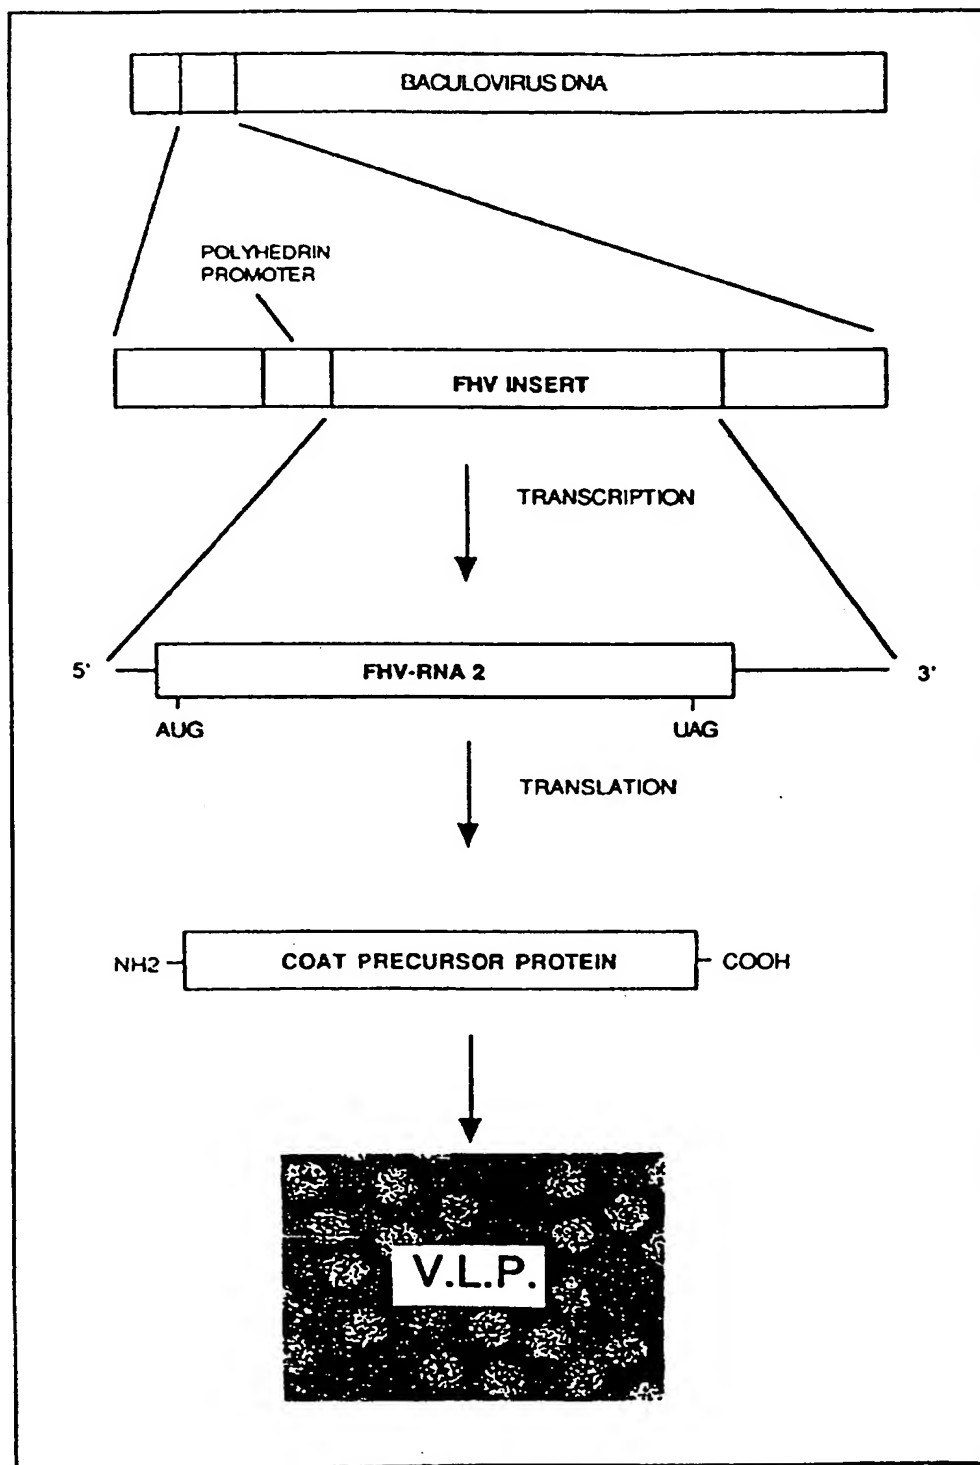 BACULOVIRUS DNA
POLYHEDRIN
PROMOTER
FHV INSERT
TRANSCRIPTION
5' FHV-RNA 2 3'
AUG UAG
TRANSLATION
NH2 COAT PRECURSOR PROTEIN COOH
V.L.P.